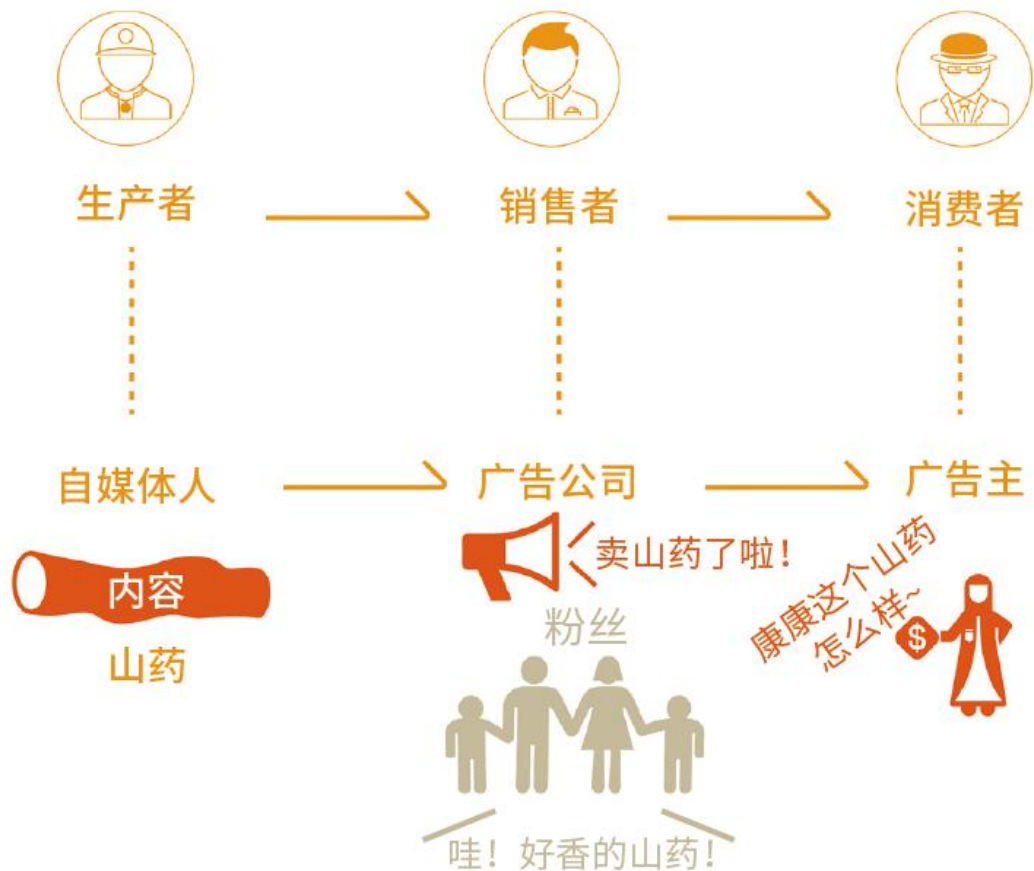 生产者
销售者
消费者
自媒体人
广告公司
广告主
内容
山药
卖山药了啦！
粉丝
哇！好香的山药！
康康这个山药
怎么样~
$